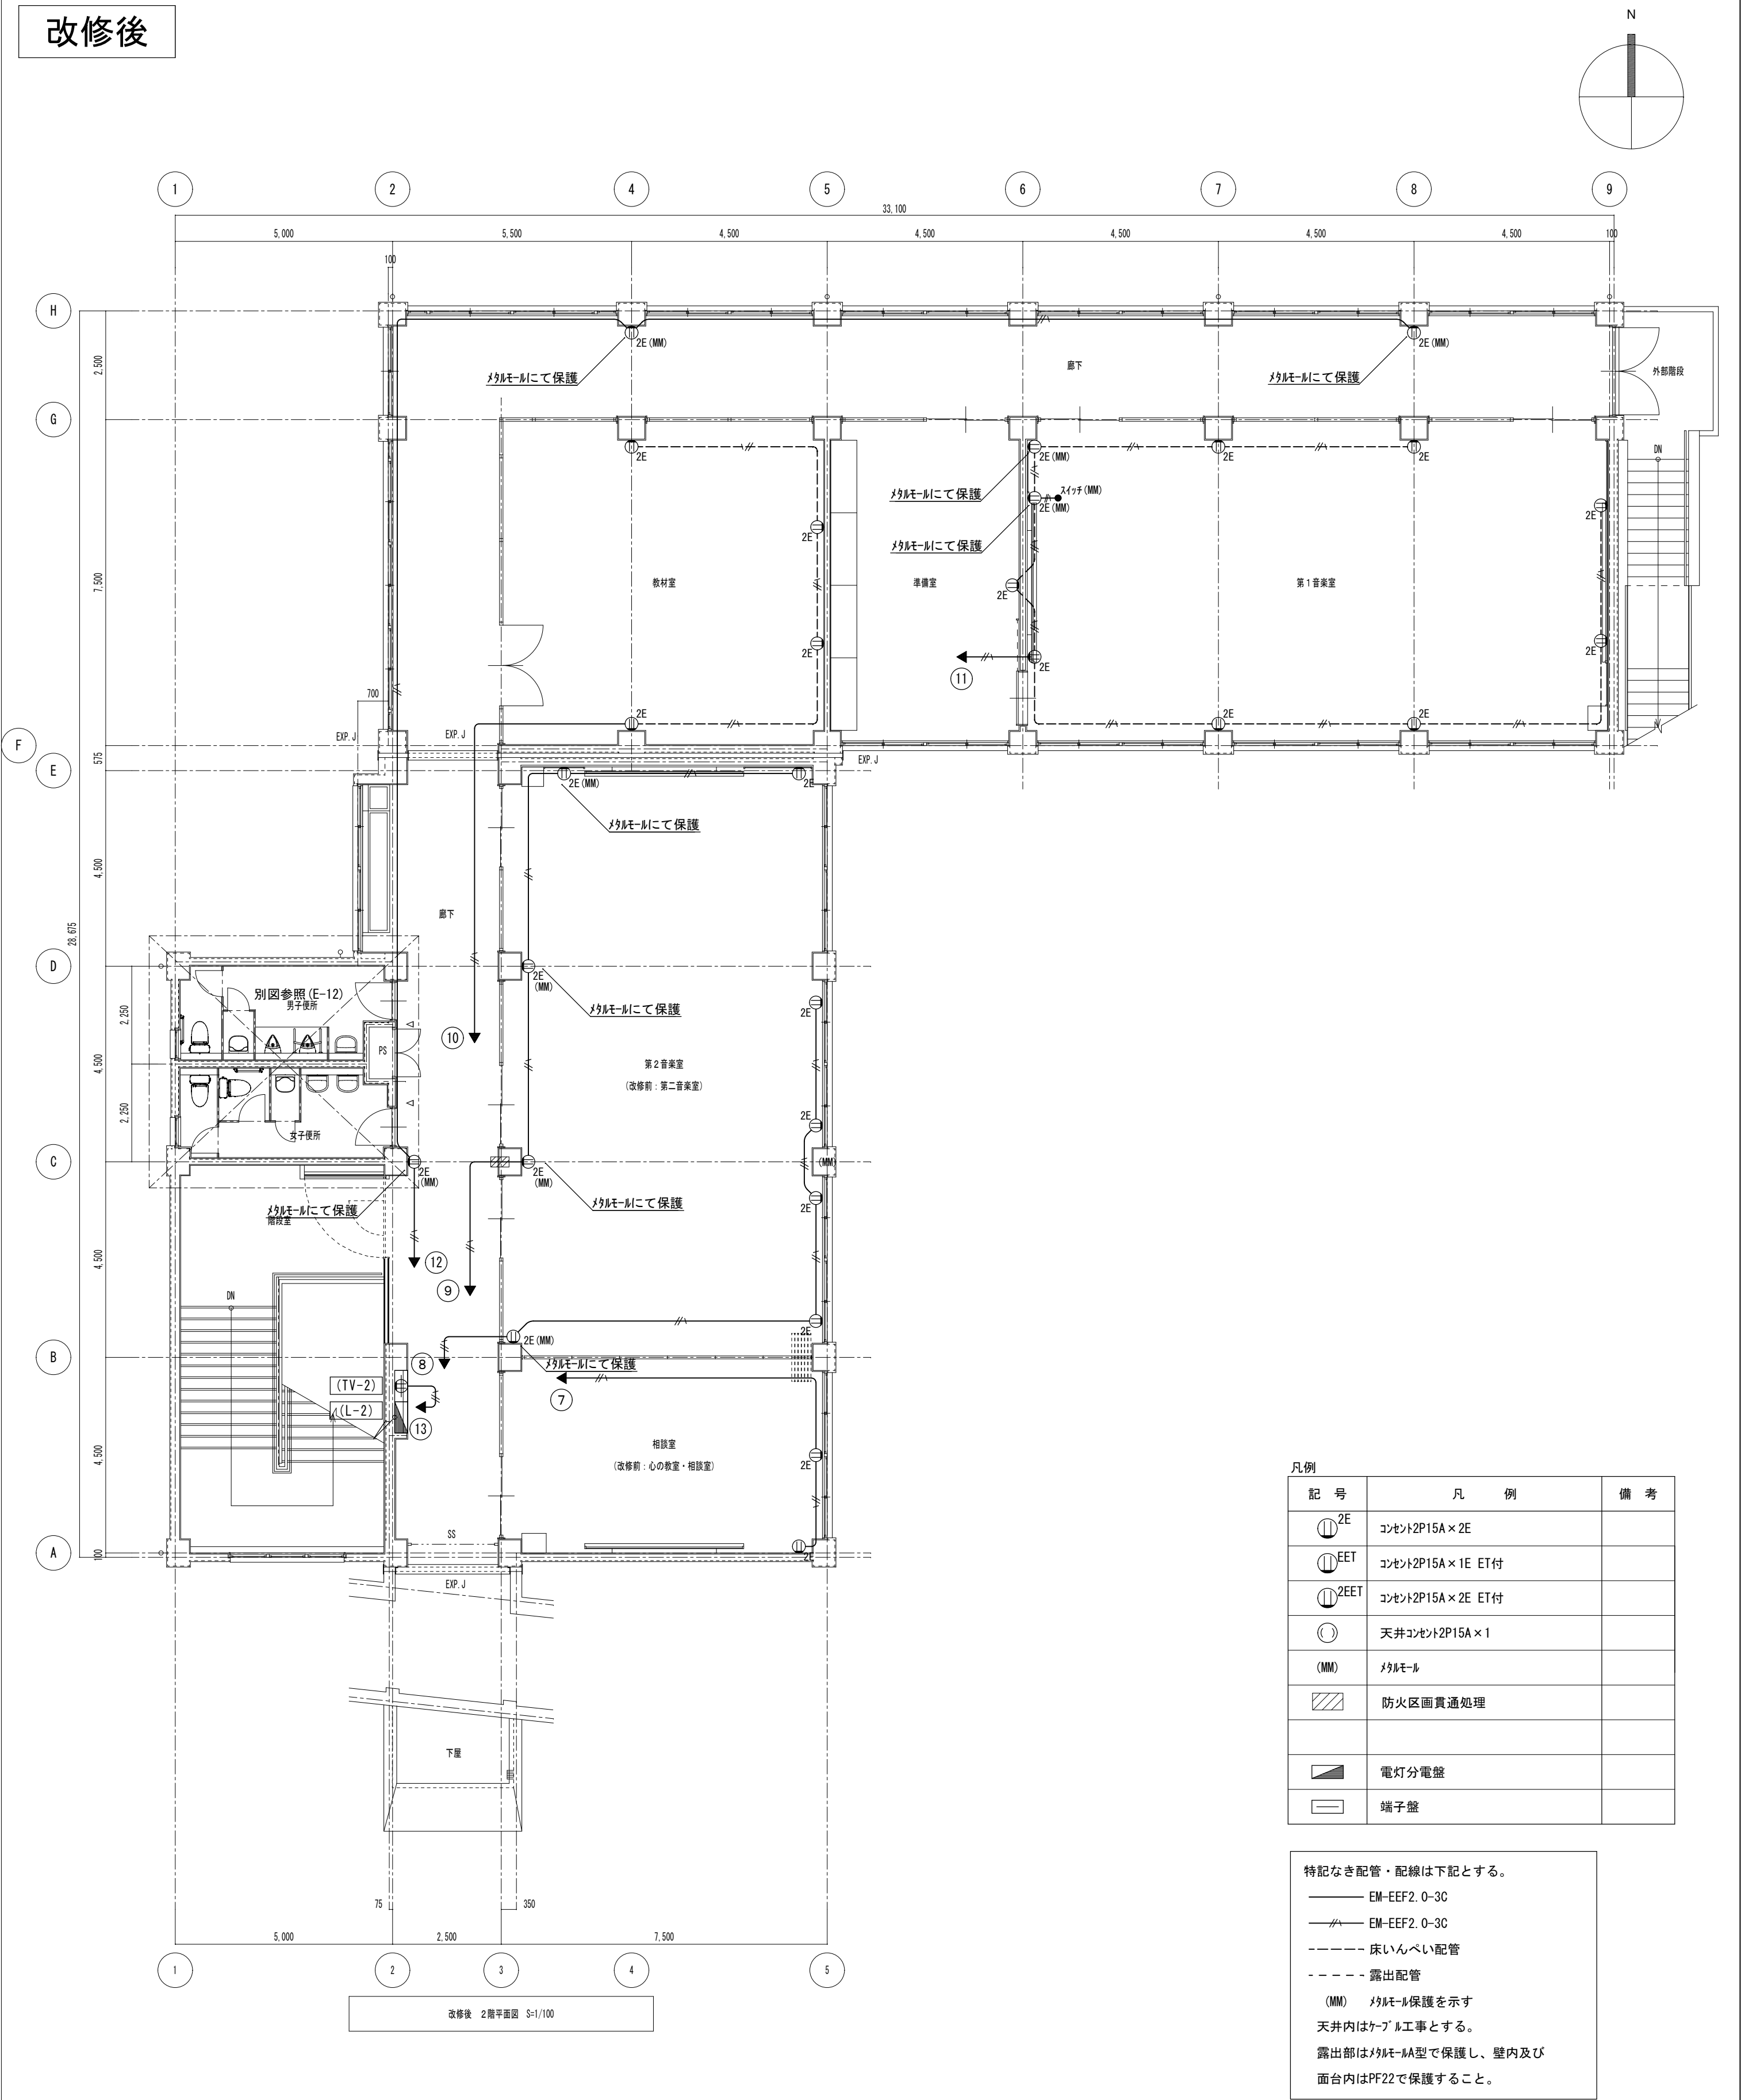 改修後
N
1 2 4 5 6 7 8 9
33,100
5,000 5,500 4,500 4,500 4,500 4,500 4,500 100
100
H
2E(MM) 2E(MM)
2,500
メタルモールにて保護 廊下 メタルモールにて保護 外部階段
G
2E 2E(MM) 2E 2E DN
メタルモールにて保護 スイッチ(MM)
2E(MM) 2E
2E
メタルモールにて保護
7,500 教材室 準備室 第1音楽室
2E
2E 2E 2E
11
700
2E 2E 2E
EXP.J EXP.J
F
575 EXP.J
E
2E(MM) 2E
メタルモールにて保護
4,500
廊下
28,675
D
2E
(MM)
別図参照(E-12)
男子便所
メタルモールにて保護
2E
2,250
10
PS
4,500 第2音楽室
(改修前:第二音楽室)
2,250 2E
女子便所
C
2E
(MM)
2E
(MM)
(MM)
メタルモールにて保護 メタルモールにて保護 2E
階段室
4,500 12
9
DN
2E
2E(MM)
B 8 メタルモールにて保護
(TV-2)
7
(L-2)
13
4,500 相談室
(改修前:心の教室・相談室) 2E
SS
A
100 2E
EXP.J
下屋
75 350
5,000 2,500 7,500
1 2 3 4 5
改修後 2階平面図 S=1/100
凡例
記 号 凡 例 備 考
2E コンセント2P15A×2E
EET コンセント2P15A×1E ET付
2EET コンセント2P15A×2E ET付
天井コンセント2P15A×1
(MM) メタルモール
防火区画貫通処理
電灯分電盤
端子盤
特記なき配管・配線は下記とする。
EM-EEF2.0-3C
EM-EEF2.0-3C
床いんぺい配管
露出配管
(MM) メタルモール保護を示す
天井内はケーブル工事とする。
露出部はメタルモールA型で保護し、壁内及び
面台内はPF22で保護すること。